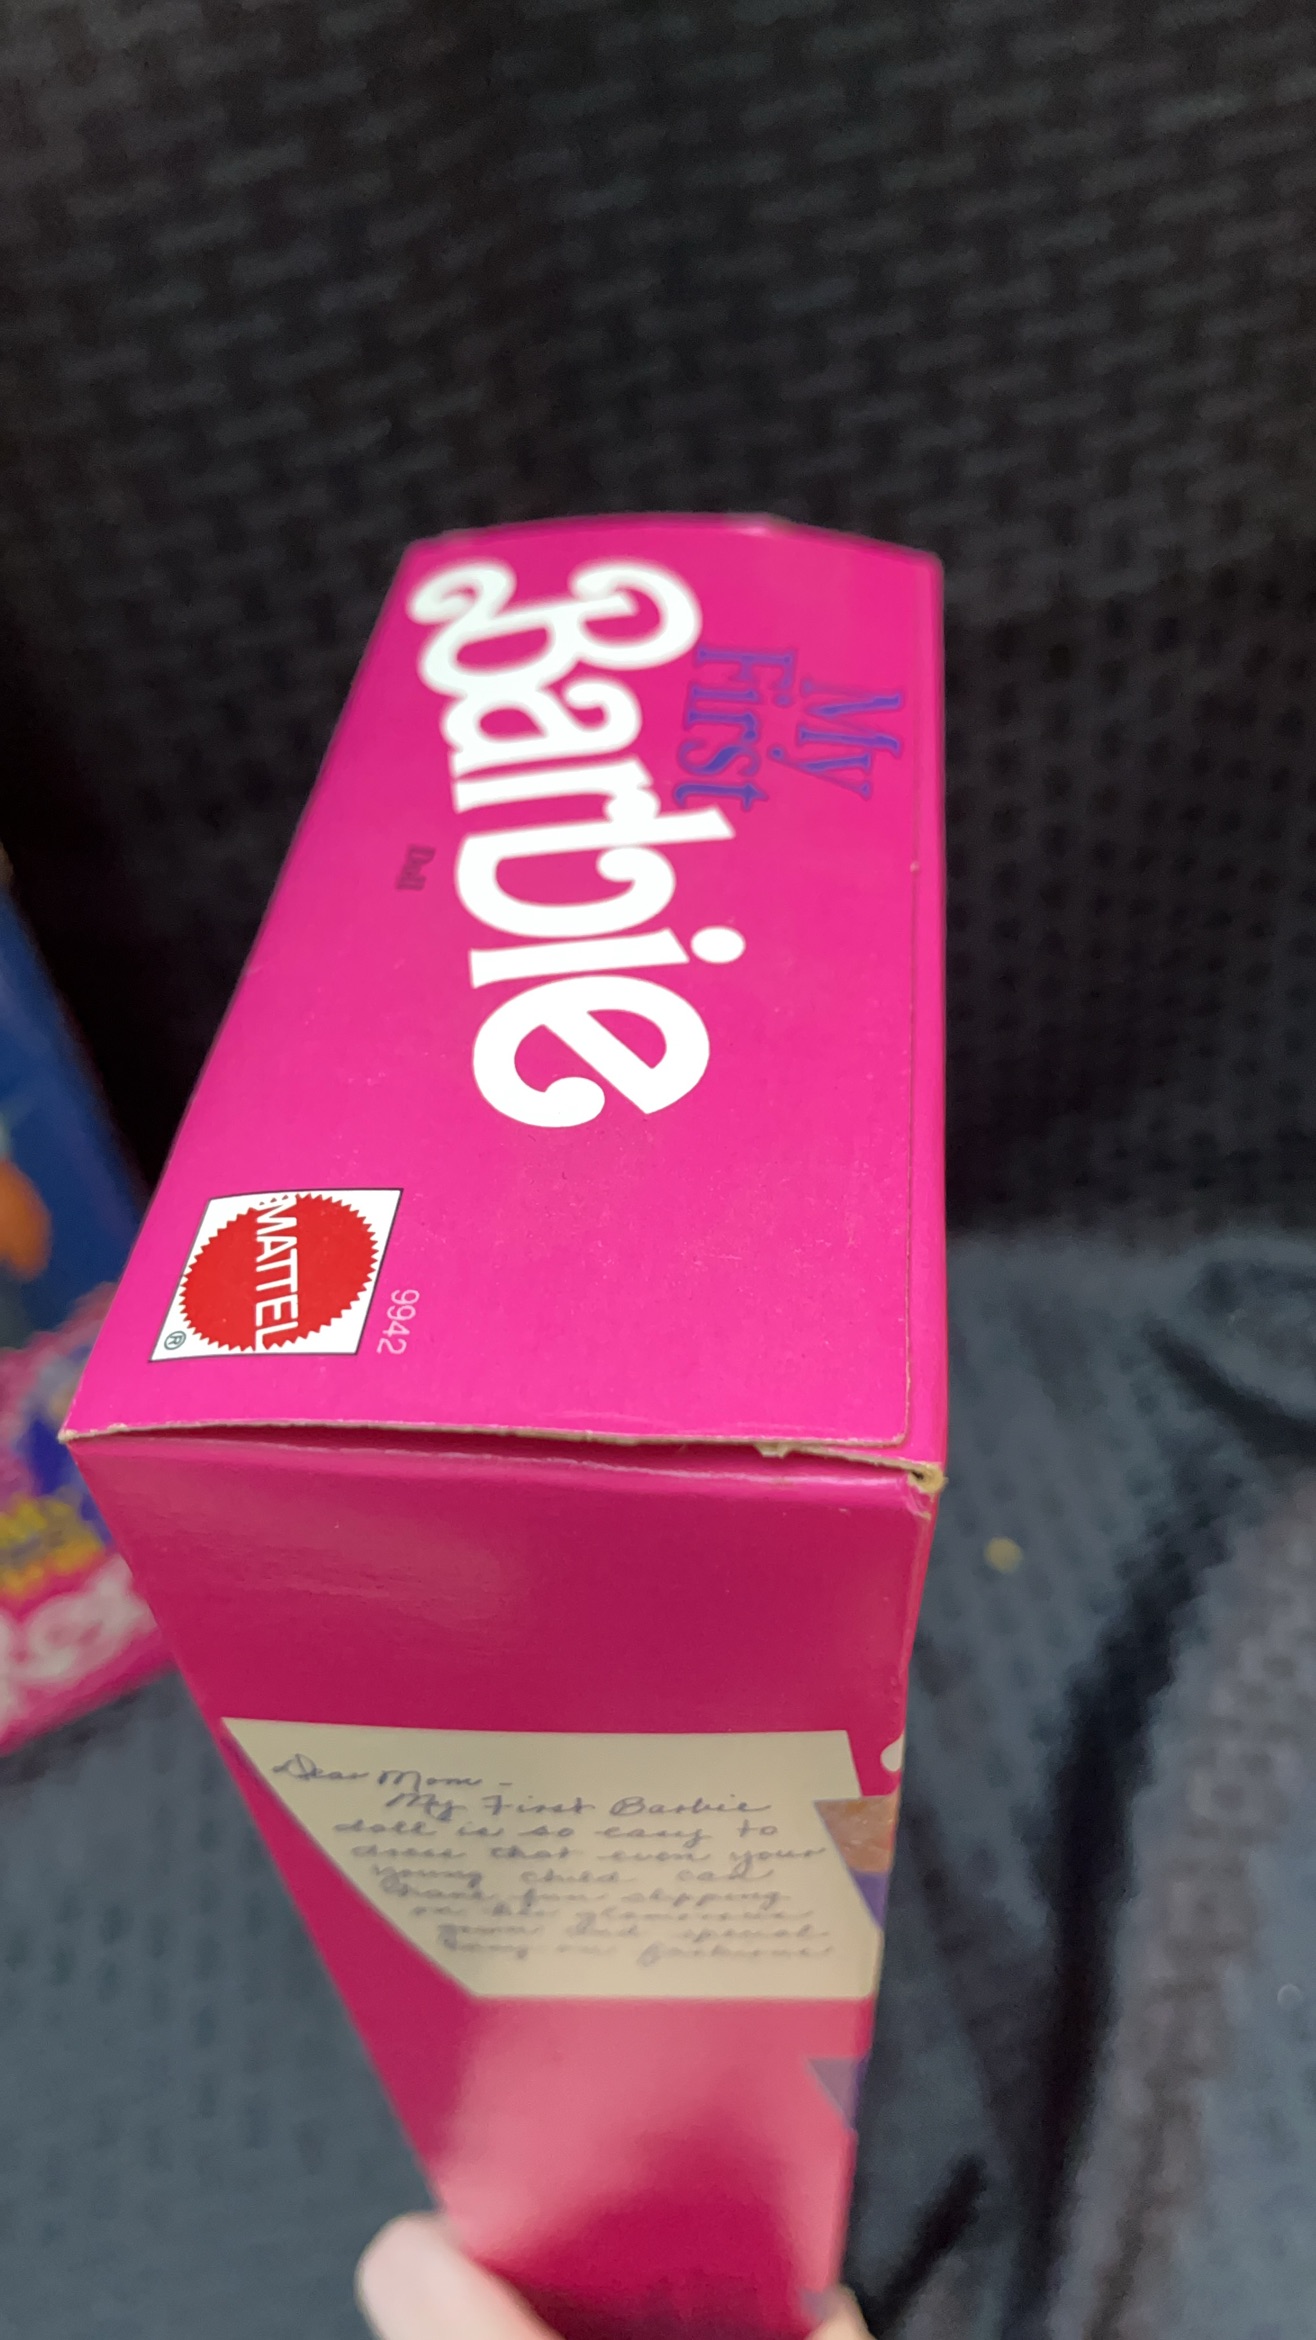 My
First
Barbie
Doll
MATTEL
®
9942
Dear Mom -
My First Barbie
doll is so easy to
dress that even your
young child can
have fun slipping
on her glamorous
gown and special
fashions